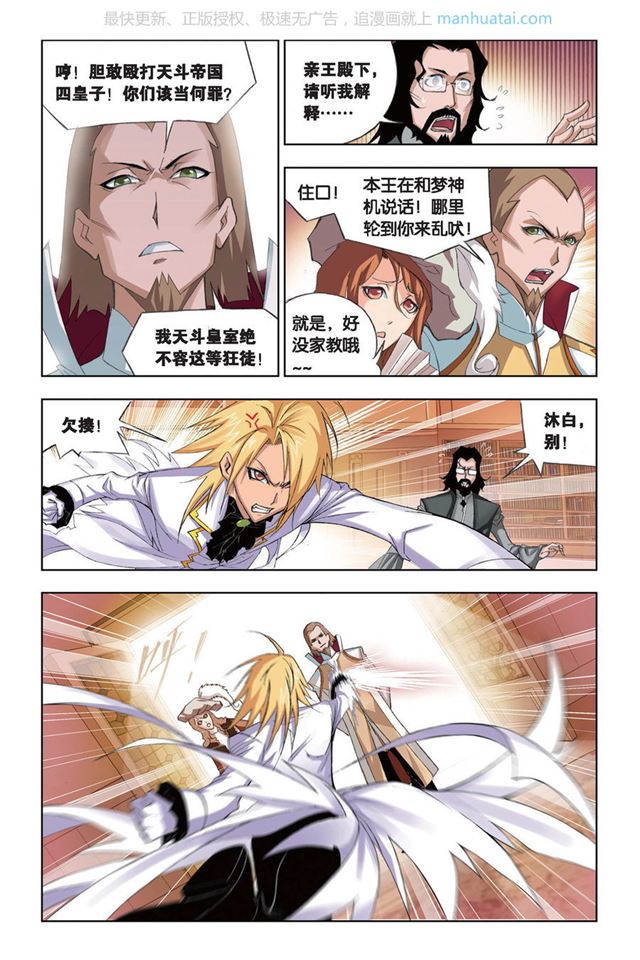 最快更新、正版授权、极速无广告，追漫画就上 manhuatai.com
哼！胆敢殴打天斗帝国
四皇子！你们该当何罪？
我天斗皇室绝
不容这等狂徒！
亲王殿下，
请听我解
释……
住口！
本王在和梦神
机说话！哪里
轮到你来乱吠！
就是，好
没家教哦
~~
欠揍！
沐白，
别！
呼！